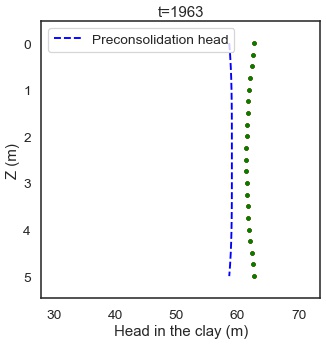 t=1963
Preconsolidation head
0
1
2
3
4
5
Z (m)
30 40 50 60 70
Head in the clay (m)